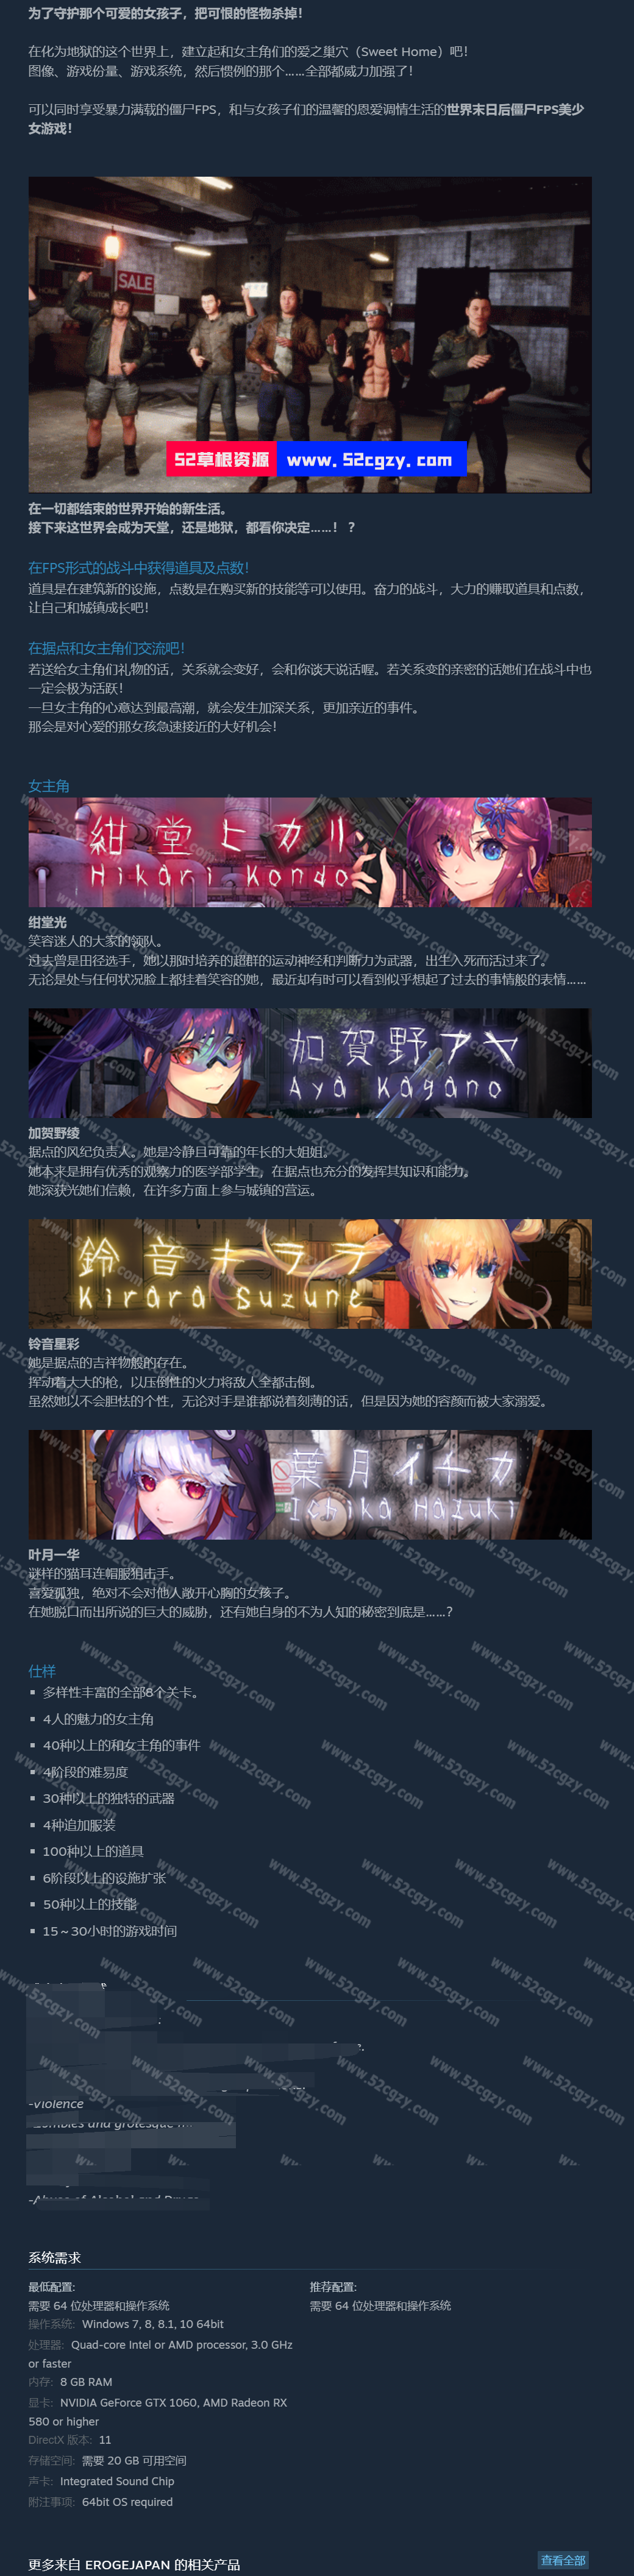 为了守护那个可爱的女孩子，把可恨的怪物杀掉！
在化为地狱的这个世界上，建立起和女主角们的爱之巢穴（Sweet Home）吧！
图像、游戏份量、游戏系统，然后惯例的那个……全部都威力加强了！
可以同时享受暴力满载的僵尸FPS，和与女孩子们的温馨的恩爱调情生活的世界末日后僵尸FPS美少
女游戏！
SALE
52草根资源 www.52cgzy.com
在一切都结束的世界开始的新生活。
接下来这世界会成为天堂，还是地狱，都看你决定……！？
在FPS形式的战斗中获得道具及点数！
道具是在建筑新的设施，点数是在购买新的技能等可以使用。奋力的战斗，大力的赚取道具和点数，
让自己和城镇成长吧！
在据点和女主角们交流吧！
若送给女主角们礼物的话，关系就会变好，会和你谈天说话喔。若关系变的亲密的话她们在战斗中也
一定会极为活跃！
一旦女主角的心意达到最高潮，就会发生加深关系，更加亲近的事件。
那会是对心爱的那女孩急速接近的大好机会！
女主角
紺堂ヒカリ
Hikari Kondo
绀堂光
笑容迷人的大家的领队。
过去曾是田径选手，她以那时培养的超群的运动神经和判断力为武器，出生入死而活过来了。
无论是处与任何状况脸上都挂着笑容的她，最近却有时可以看到似乎想起了过去的事情般的表情……
加賀野アヤ
Aya Kagano
加贺野绫
据点的风纪负责人。她是冷静且可靠的年长的大姐姐。
她本来是拥有优秀的观察力的医学部学生，在据点也充分的发挥其知识和能力。
她深获光她们信赖，在许多方面上参与城镇的营运。
鈴音キララ
Kirara Suzune
铃音星彩
她是据点的吉祥物般的存在。
挥动着大大的枪，以压倒性的火力将敌人全都击倒。
虽然她以不会胆怯的个性，无论对手是谁都说着刻薄的话，但是因为她的容颜而被大家溺爱。
葉月イチカ
Ichika Hazuki
叶月一华
谜样的猫耳连帽服狙击手。
喜爱孤独，绝对不会对他人敞开心胸的女孩子。
在她脱口而出所说的巨大的威胁，还有她自身的不为人知的秘密到底是……？
仕样
多样性丰富的全部8个关卡。
4人的魅力的女主角
40种以上的和女主角的事件
4阶段的难易度
30种以上的独特的武器
4种追加服装
100种以上的道具
6阶段以上的设施扩张
50种以上的技能
15～30小时的游戏时间
-Violence
-Zombies and grotesque
-Abuse of Alcohol and Drugs
系统需求
最低配置:
需要 64 位处理器和操作系统
操作系统: Windows 7, 8, 8.1, 10 64bit
处理器: Quad-core Intel or AMD processor, 3.0 GHz
or faster
内存: 8 GB RAM
显卡: NVIDIA GeForce GTX 1060, AMD Radeon RX
580 or higher
DirectX 版本: 11
存储空间: 需要 20 GB 可用空间
声卡: Integrated Sound Chip
附注事项: 64bit OS required
推荐配置:
需要 64 位处理器和操作系统
更多来自 EROGEJAPAN 的相关产品
查看全部
www.52cgzy.com